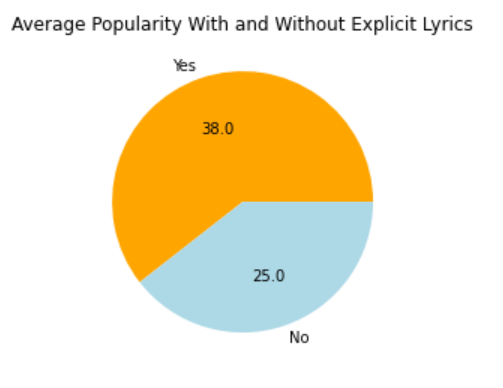 Average Popularity With and Without Explicit Lyrics
Yes
38.0
25.0
No